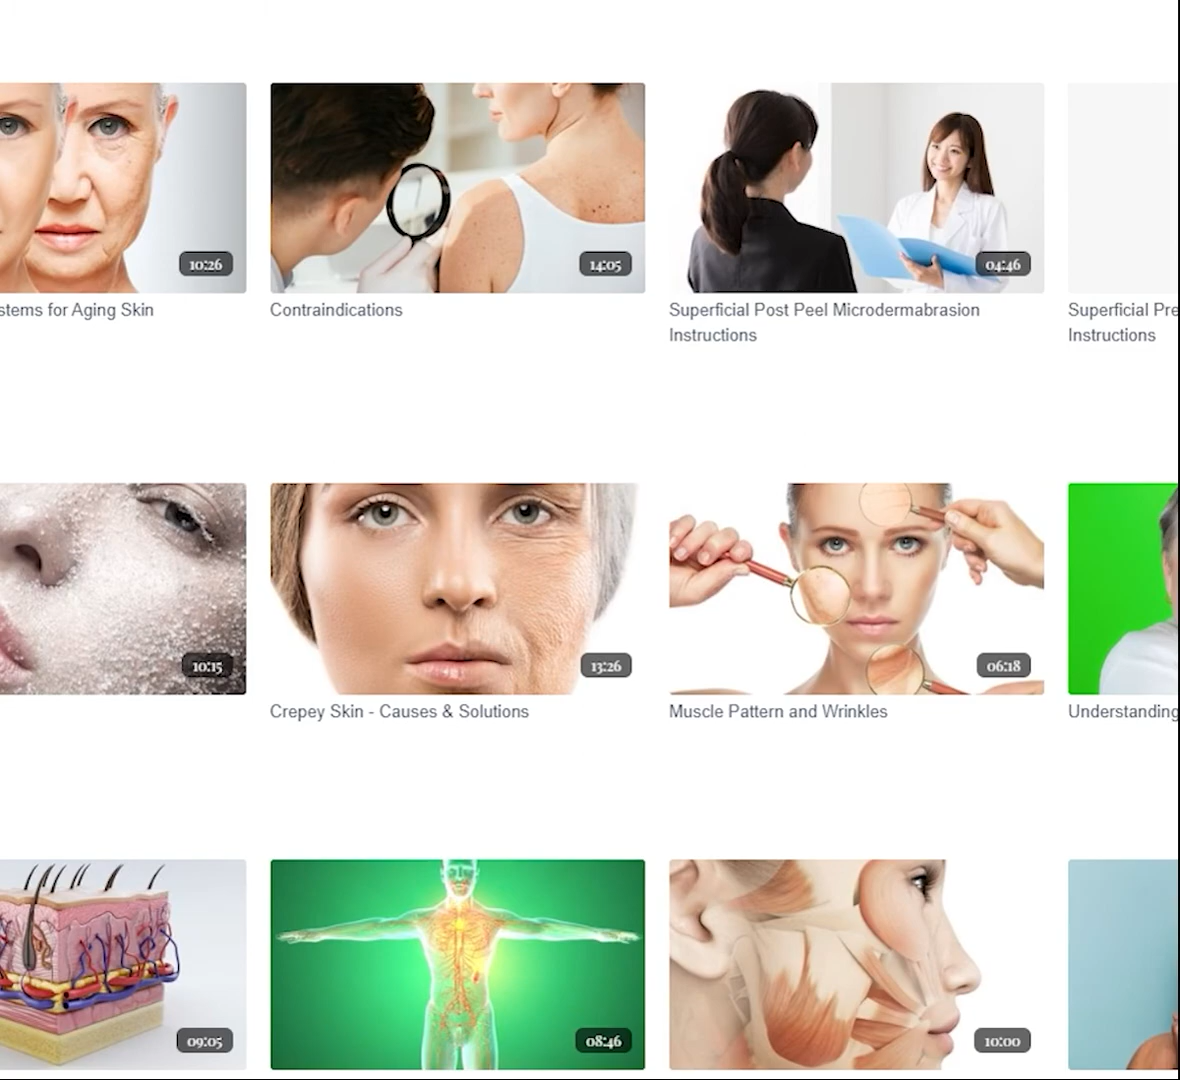 10:26
14:05
04:46
stems for Aging Skin
Contraindications
Superficial Post Peel Microdermabrasion
Instructions
Superficial Pre
Instructions
10:15
13:26
06:18
Crepey Skin - Causes & Solutions
Muscle Pattern and Wrinkles
Understanding
09:05
08:46
10:00